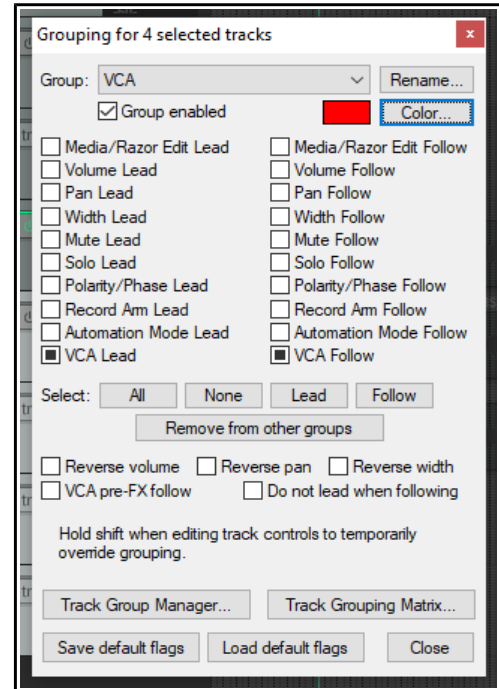 Grouping for 4 selected tracks
x
Group: VCA Rename...
Group enabled Color...
Media/Razor Edit Lead Media/Razor Edit Follow
Volume Lead Volume Follow
Pan Lead Pan Follow
Width Lead Width Follow
Mute Lead Mute Follow
Solo Lead Solo Follow
Polarity/Phase Lead Polarity/Phase Follow
Record Arm Lead Record Arm Follow
Automation Mode Lead Automation Mode Follow
VCA Lead VCA Follow
Select: All None Lead Follow
Remove from other groups
Reverse volume Reverse pan Reverse width
VCA pre-FX follow Do not lead when following
Hold shift when editing track controls to temporarily
override grouping.
Track Group Manager... Track Grouping Matrix...
Save default flags Load default flags Close